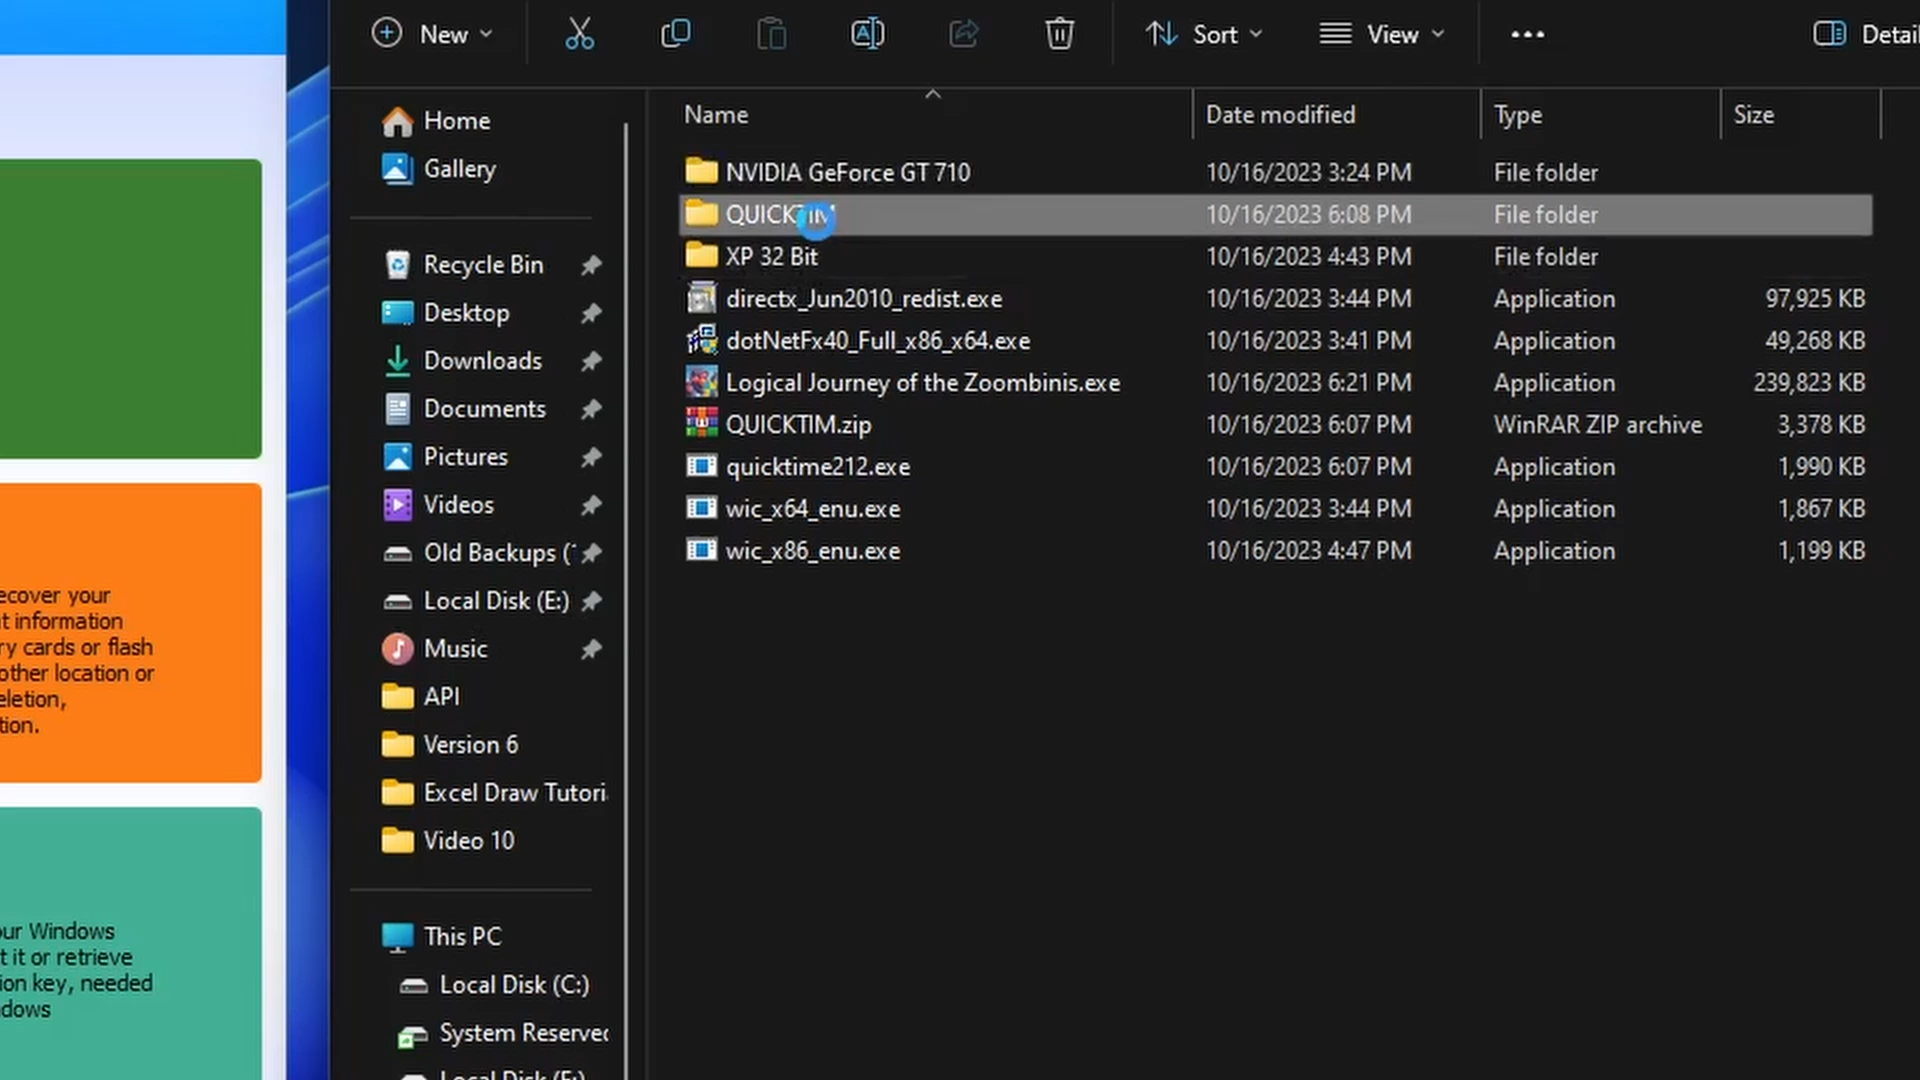 New
Sort
View
Detail
Name
Date modified
Type
Size
NVIDIA GeForce GT 710 10/16/2023 3:24 PM File folder
QUICKTIM 10/16/2023 6:08 PM File folder
XP 32 Bit 10/16/2023 4:43 PM File folder
directx_Jun2010_redist.exe 10/16/2023 3:44 PM Application 97,925 KB
dotNetFx40_Full_x86_x64.exe 10/16/2023 3:41 PM Application 49,268 KB
Logical Journey of the Zoombinis.exe 10/16/2023 6:21 PM Application 239,823 KB
QUICKTIM.zip 10/16/2023 6:07 PM WinRAR ZIP archive 3,378 KB
quicktime212.exe 10/16/2023 6:07 PM Application 1,990 KB
wic_x64_enu.exe 10/16/2023 3:44 PM Application 1,867 KB
wic_x86_enu.exe 10/16/2023 4:47 PM Application 1,199 KB
Home
Gallery
Recycle Bin
Desktop
Downloads
Documents
Pictures
Videos
Old Backups (
Local Disk (E:)
Music
API
Version 6
Excel Draw Tutori
Video 10
This PC
Local Disk (C:)
System Reserved
ecover your
t information
ry cards or flash
other location or
eletion,
tion.
our Windows
t it or retrieve
ion key, needed
dows